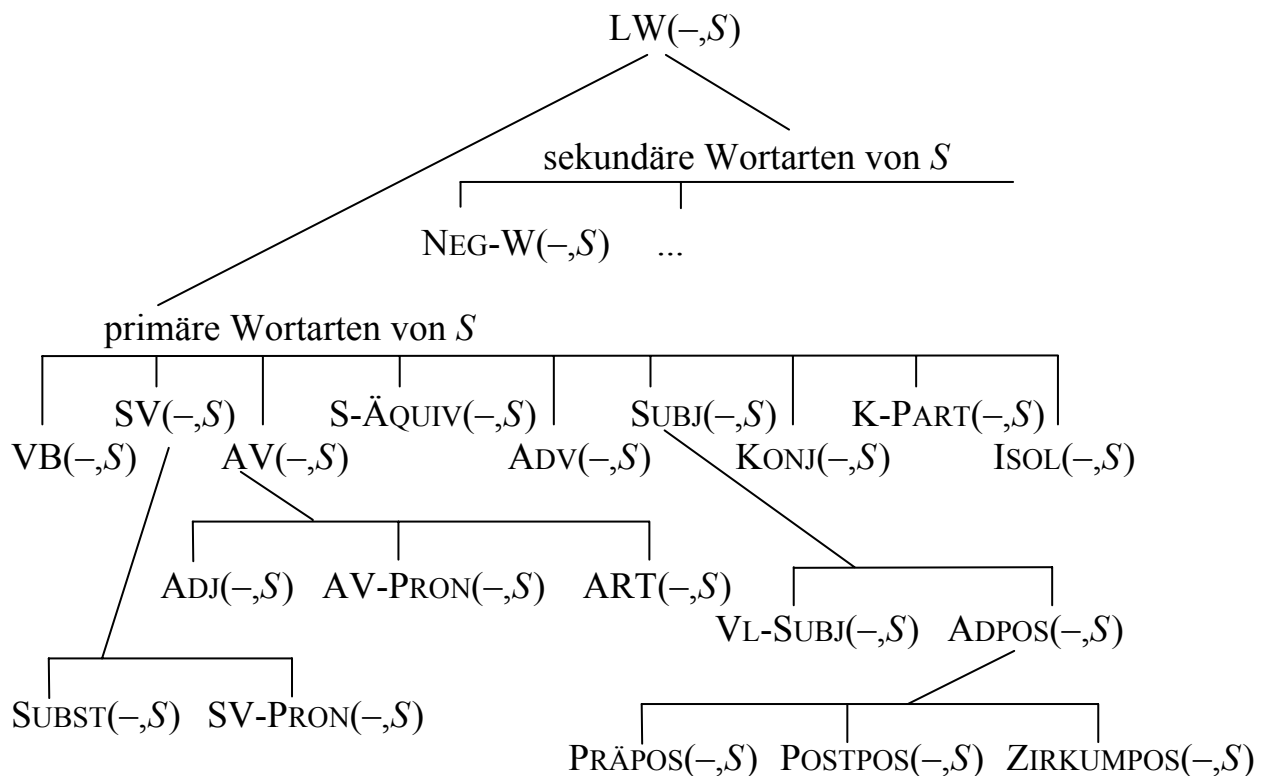 LW(–,S)
sekundäre Wortarten von S
NEG-W(–,S) ...
primäre Wortarten von S
SV(–,S) S-ÄQUIV(–,S) SUBJ(–,S) K-PART(–,S)
VB(–,S) AV(–,S) ADV(–,S) KONJ(–,S) ISOL(–,S)
ADJ(–,S) AV-PRON(–,S) ART(–,S)
VL-SUBJ(–,S) ADPOS(–,S)
SUBST(–,S) SV-PRON(–,S)
PRÄPOS(–,S) POSTPOS(–,S) ZIRKUMPOS(–,S)